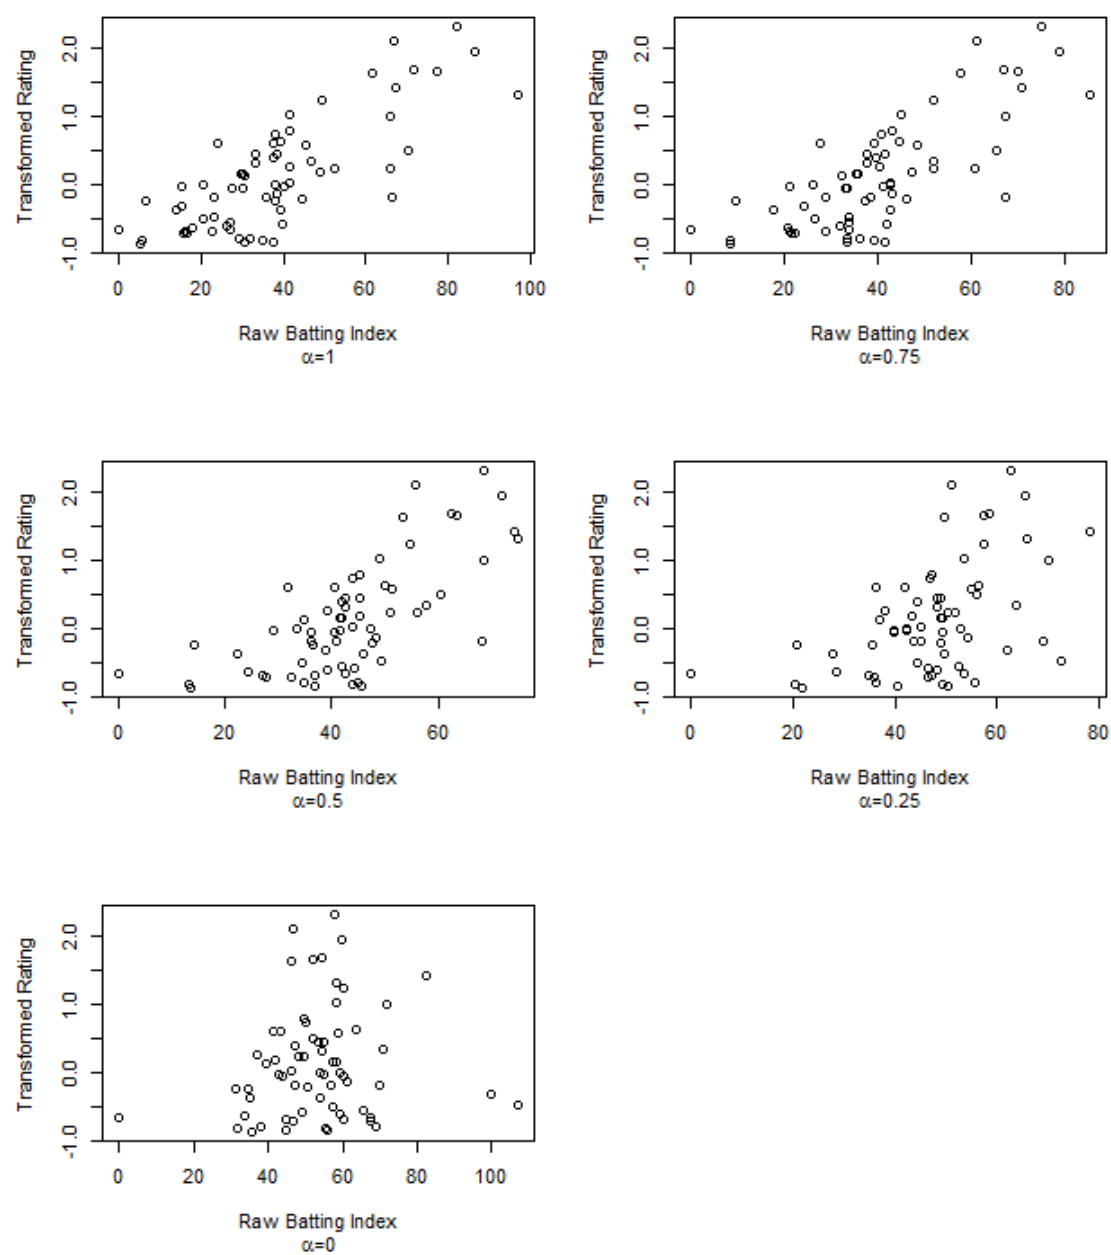 Transformed Rating
2.0
1.0
0.0
-1.0
0 20 40 60 80 100
Raw Batting Index
α=1
Transformed Rating
2.0
1.0
0.0
-1.0
0 20 40 60 80
Raw Batting Index
α=0.75
Transformed Rating
2.0
1.0
0.0
-1.0
0 20 40 60
Raw Batting Index
α=0.5
Transformed Rating
2.0
1.0
0.0
-1.0
0 20 40 60 80
Raw Batting Index
α=0.25
Transformed Rating
2.0
1.0
0.0
-1.0
0 20 40 60 80 100
Raw Batting Index
α=0